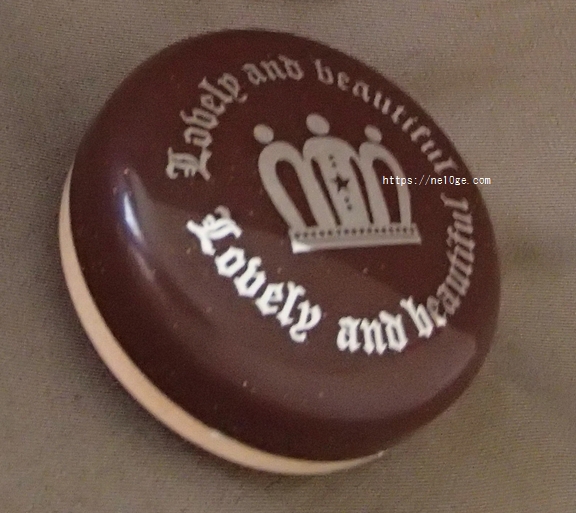 Lovely and beautiful
https://nel0ge.com
Lovely and beautiful